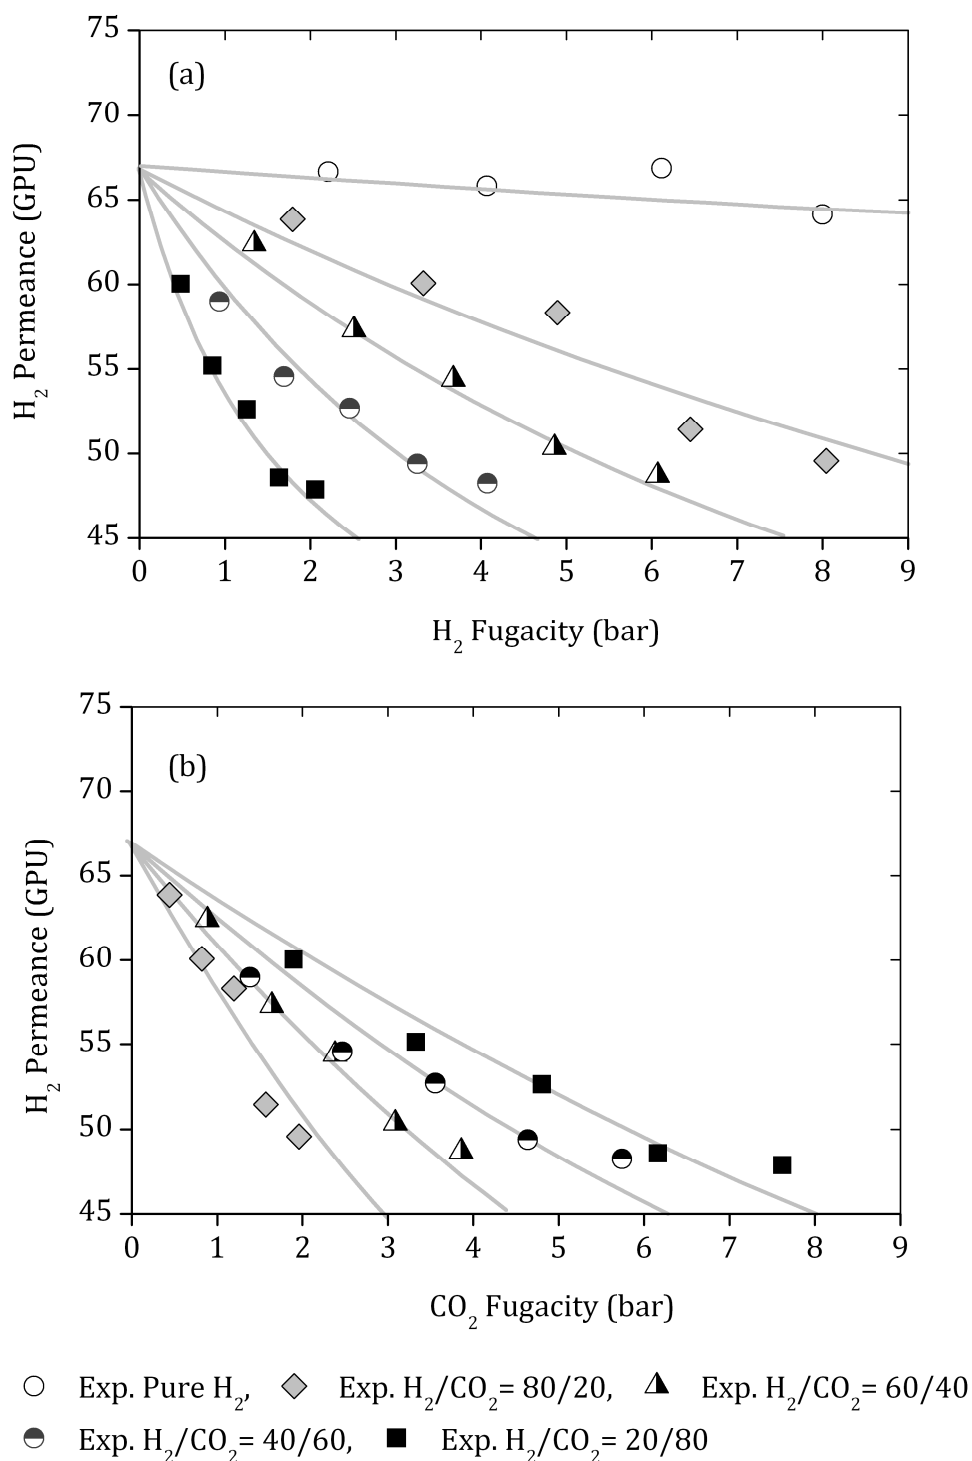 75
(a)
70
65
60
55
50
45
H₂ Permeance (GPU)
0 1 2 3 4 5 6 7 8 9
H₂ Fugacity (bar)
75
(b)
70
65
60
55
50
45
H₂ Permeance (GPU)
0 1 2 3 4 5 6 7 8 9
CO₂ Fugacity (bar)
Exp. Pure H₂, Exp. H₂/CO₂= 80/20, Exp. H₂/CO₂= 60/40
Exp. H₂/CO₂= 40/60, Exp. H₂/CO₂= 20/80